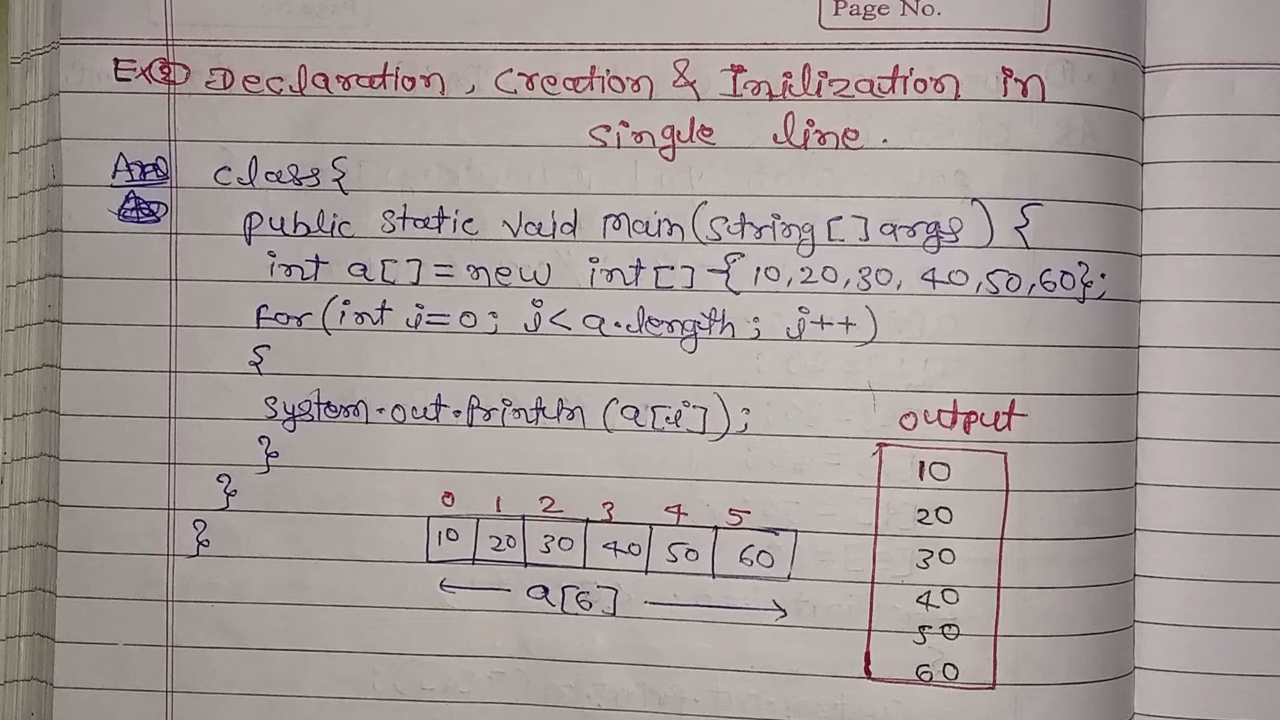 Page No.
Ex② Declaration, Creation & Inilization in
single line.
Ans class{
public static void main(String[]args) {
int a[]=new int[]{10,20,30, 40,50,60};
for(int i=0; i<a.length; i++)
{
system.out.println(a[i]);
}
}
}
output
10
20
30
40
50
60
0 1 2 3 4 5
10 20 30 40 50 60
← a[6] →